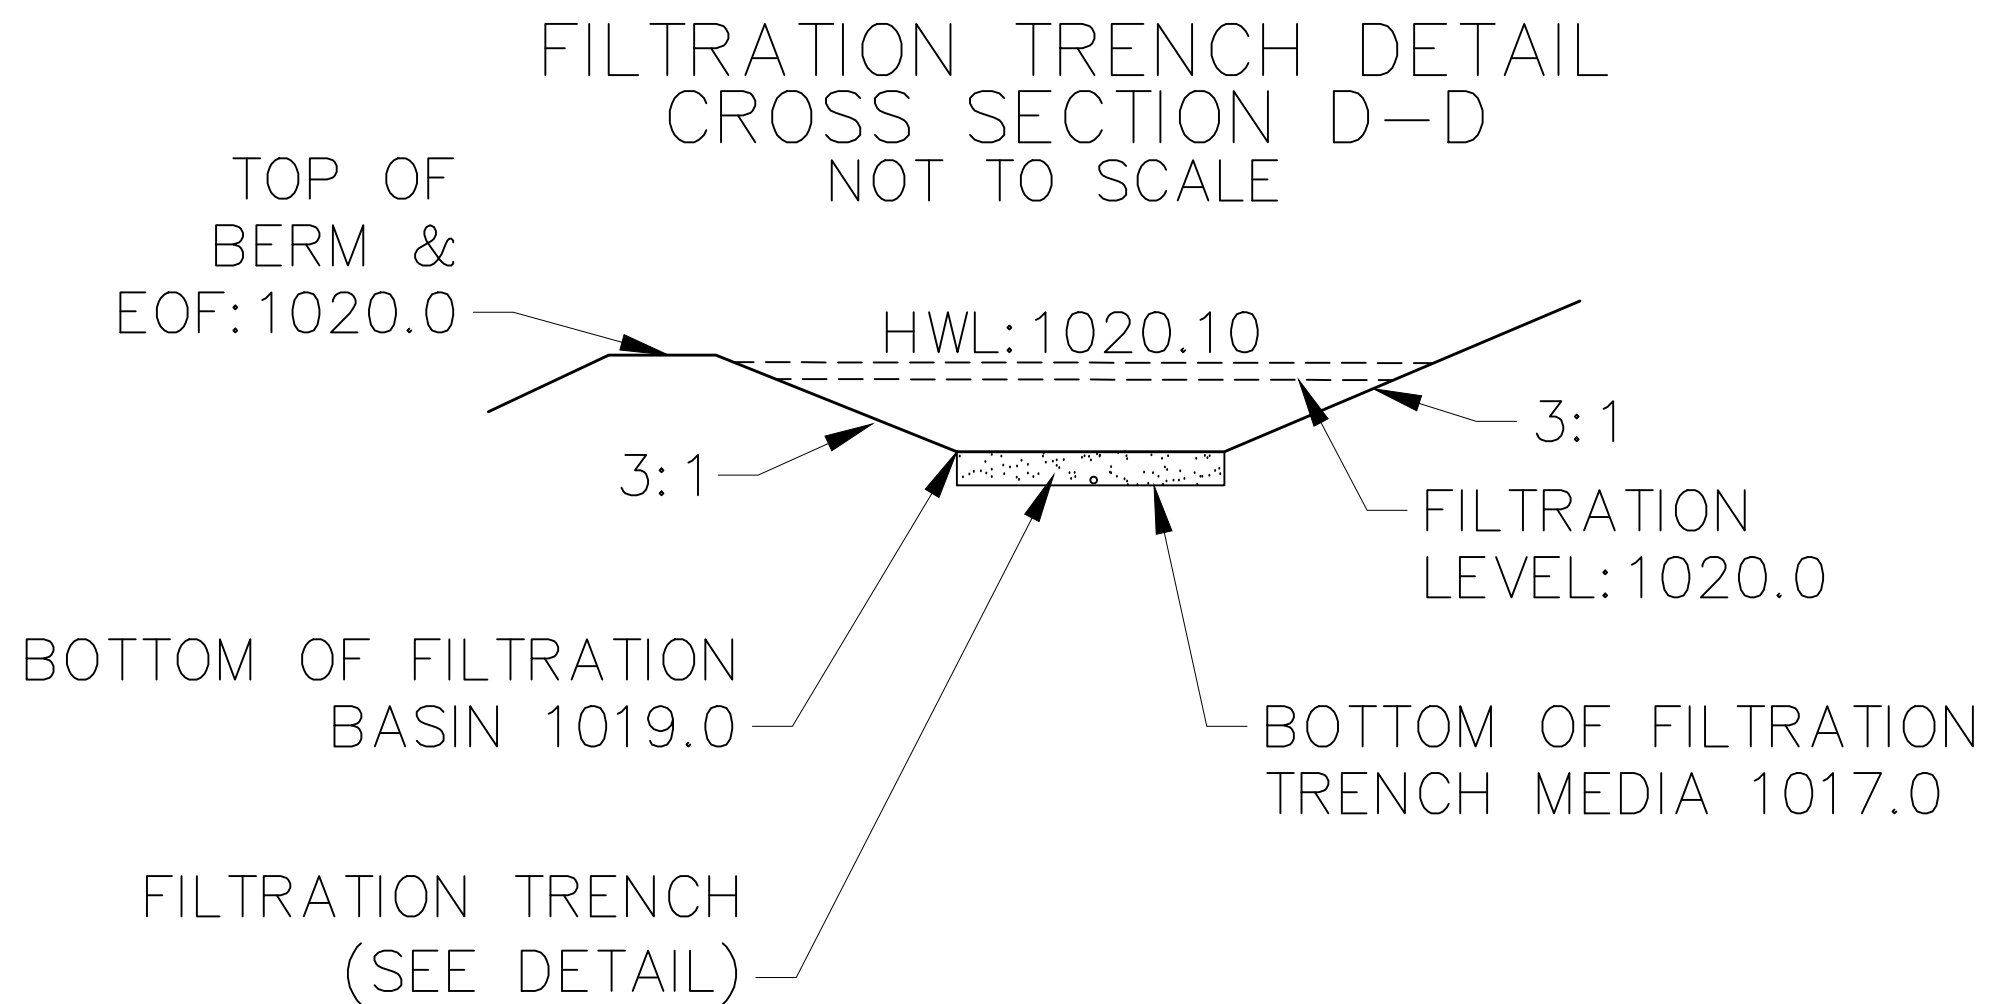 FILTRATION TRENCH DETAIL
CROSS SECTION D-D
NOT TO SCALE
TOP OF
BERM &
EOF: 1020.0
HWL: 1020.10
3:1
3:1
FILTRATION
LEVEL: 1020.0
BOTTOM OF FILTRATION
BASIN 1019.0
BOTTOM OF FILTRATION
TRENCH MEDIA 1017.0
FILTRATION TRENCH
(SEE DETAIL)